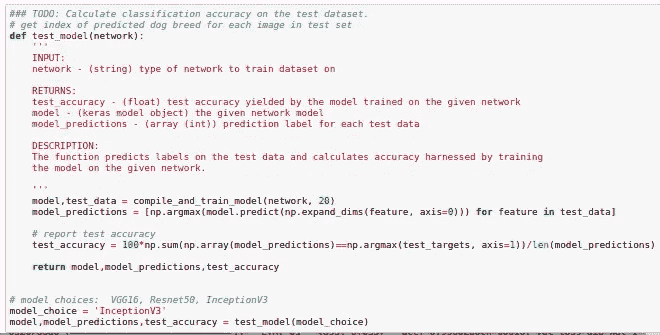 ### TODO: Calculate classification accuracy on the test dataset.
# get index of predicted dog breed for each image in test set
def test_model(network):
    '''
    INPUT:
    network - (string) type of network to train dataset on
    RETURNS:
    test_accuracy - (float) test accuracy yielded by the model trained on the given network
    model - (keras model object) the given network model
    model_predictions - (array (int)) prediction label for each test data
    DESCRIPTION:
    The function predicts labels on the test data and calculates accuracy harnessed by training
    the model on the given network.
    '''
    model,test_data = compile_and_train_model(network, 20)
    model_predictions = [np.argmax(model.predict(np.expand_dims(feature, axis=0))) for feature in test_data]
    # report test accuracy
    test_accuracy = 100*np.sum(np.array(model_predictions)==np.argmax(test_targets, axis=1))/len(model_predictions)
    return model,model_predictions,test_accuracy
# model choices:  VGG16, Resnet50, InceptionV3
model_choice = 'InceptionV3'
model,model_predictions,test_accuracy = test_model(model_choice)